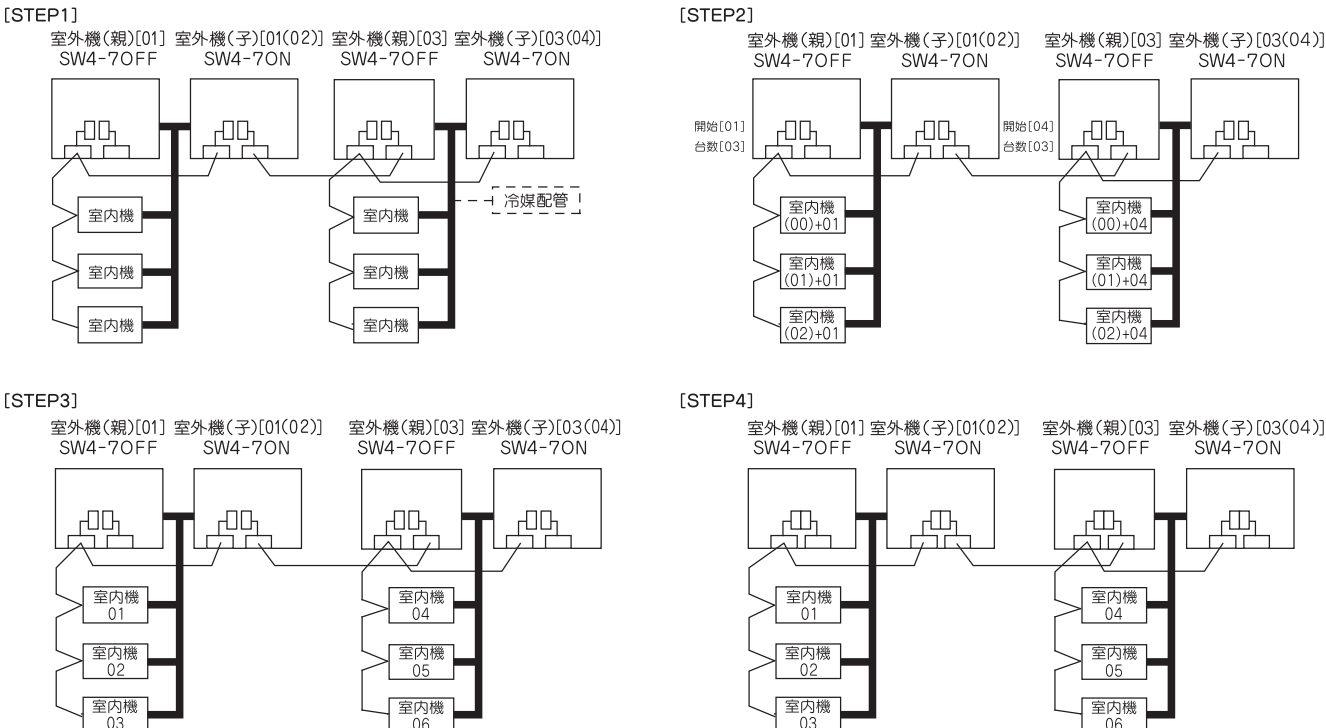 [STEP1]
室外機(親)[01] 室外機(子)[01(02)] 室外機(親)[03] 室外機(子)[03(04)]
SW4-7OFF SW4-7ON SW4-7OFF SW4-7ON
冷媒配管
室内機 室内機
室内機 室内機
室内機 室内機
[STEP2]
室外機(親)[01] 室外機(子)[01(02)] 室外機(親)[03] 室外機(子)[03(04)]
SW4-7OFF SW4-7ON SW4-7OFF SW4-7ON
開始[01] 開始[04]
台数[03] 台数[03]
室内機 室内機
(00)+01 (00)+04
室内機 室内機
(01)+01 (01)+04
室内機 室内機
(02)+01 (02)+04
[STEP3]
室外機(親)[01] 室外機(子)[01(02)] 室外機(親)[03] 室外機(子)[03(04)]
SW4-7OFF SW4-7ON SW4-7OFF SW4-7ON
室内機 室内機
01 04
室内機 室内機
02 05
室内機 室内機
03 06
[STEP4]
室外機(親)[01] 室外機(子)[01(02)] 室外機(親)[03] 室外機(子)[03(04)]
SW4-7OFF SW4-7ON SW4-7OFF SW4-7ON
室内機 室内機
01 04
室内機 室内機
02 05
室内機 室内機
03 06